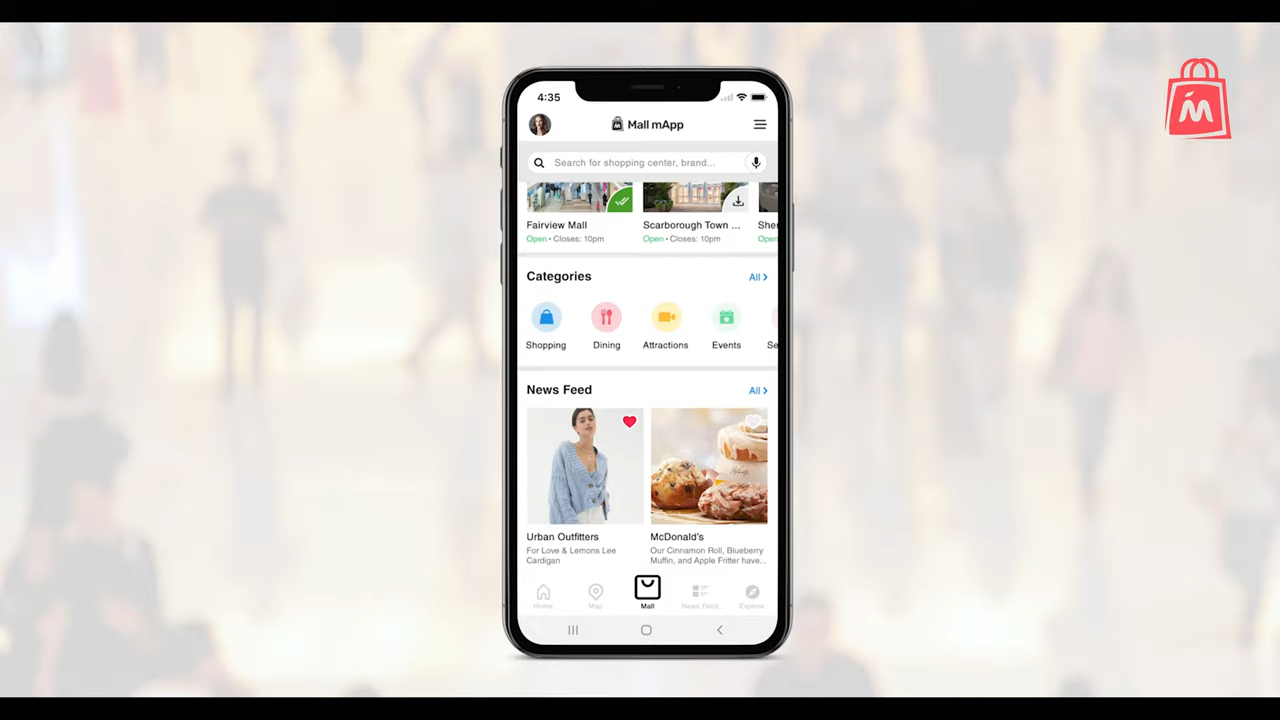 4:35
Mall mApp
Search for shopping center, brand...
Fairview Mall
Scarborough Town ...
Sher
Open • Closes: 10pm
Open • Closes: 10pm
Open
Categories
All >
Shopping
Dining
Attractions
Events
Se
News Feed
All >
Urban Outfitters
McDonald's
For Love & Lemons Lee
Cardigan
Our Cinnamon Roll, Blueberry
Muffin, and Apple Fritter have...
Home
Map
Mall
News Feed
Explore
M